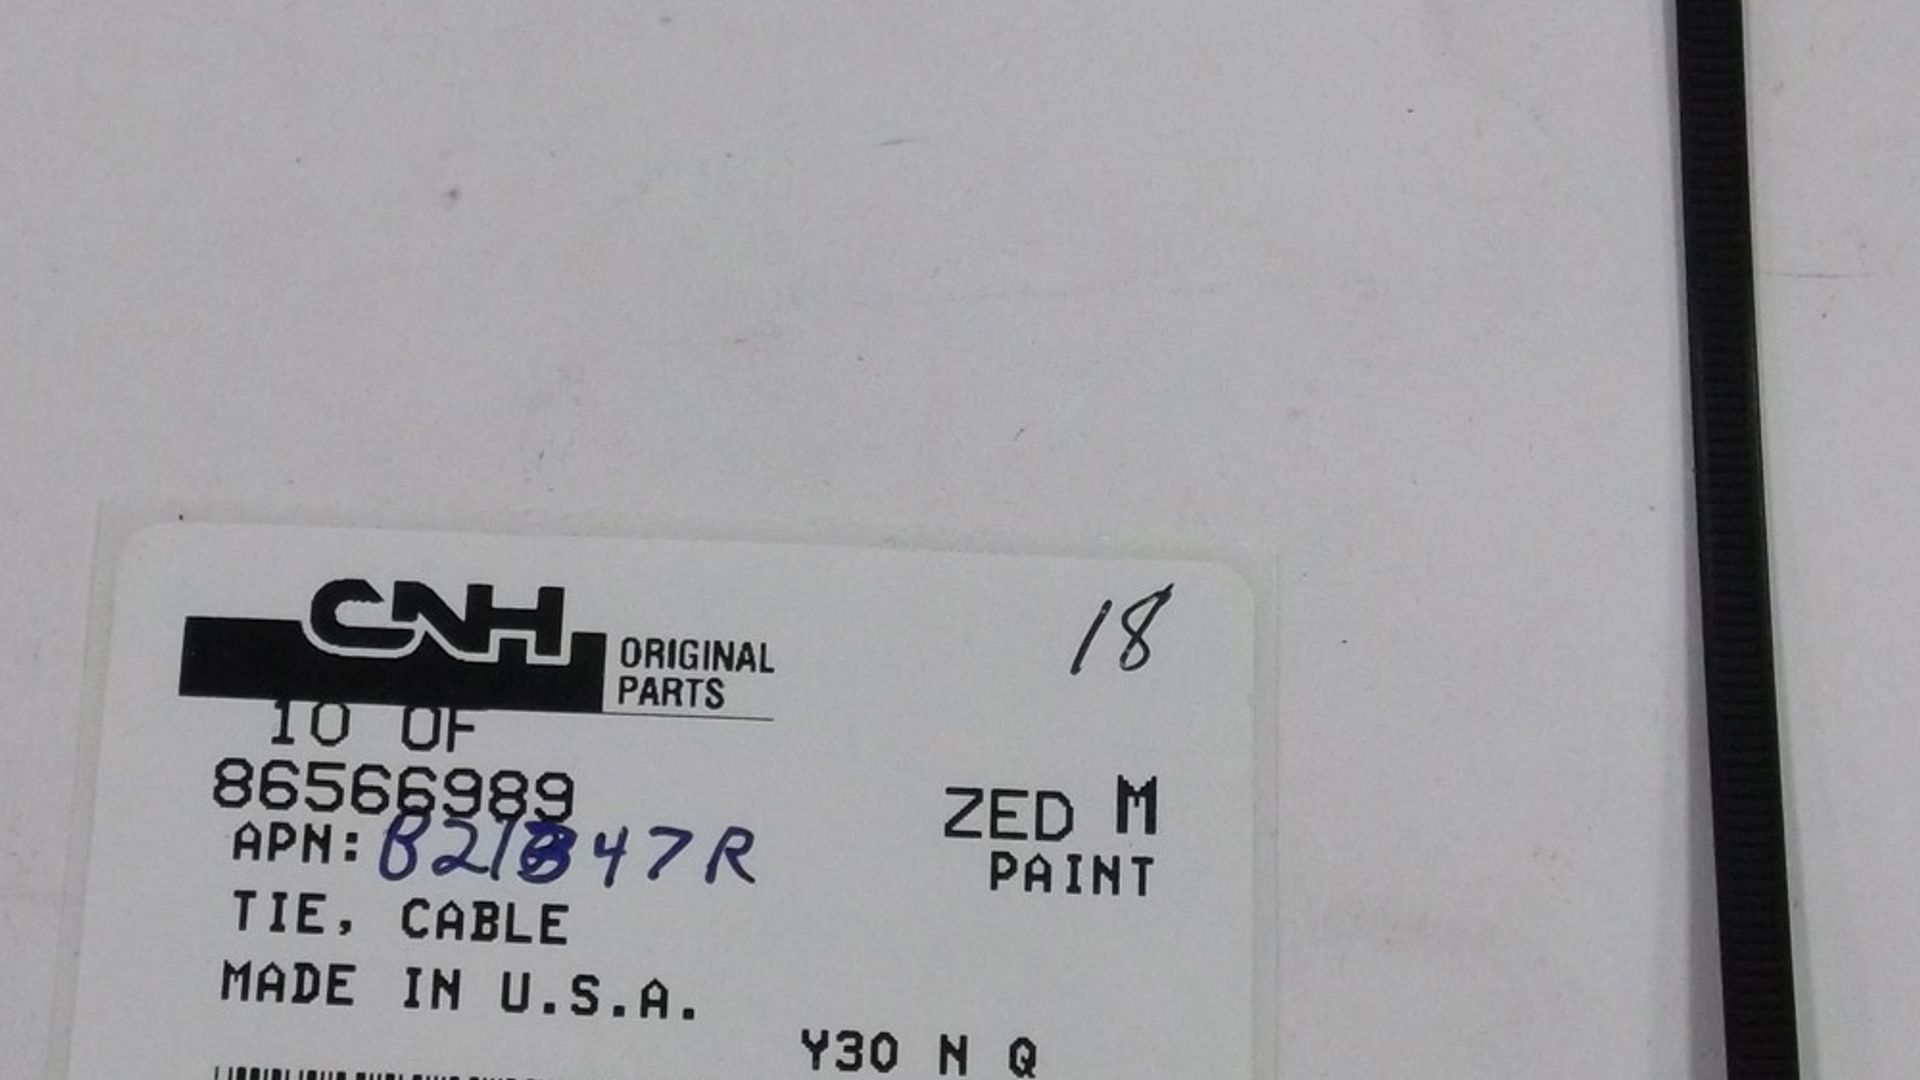 CNH ORIGINAL
PARTS
18
10 OF
86566989
ZED M
APN:
PAINT
TIE, CABLE
MADE IN U.S.A.
Y30 N Q